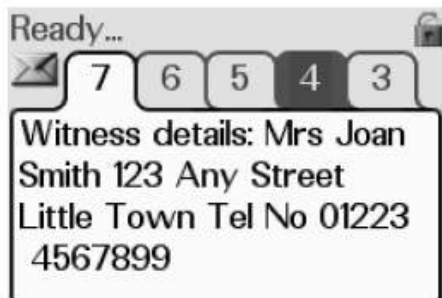 Ready...
7 6 5 4 3
Witness details: Mrs Joan
Smith 123 Any Street
Little Town Tel No 01223
4567899